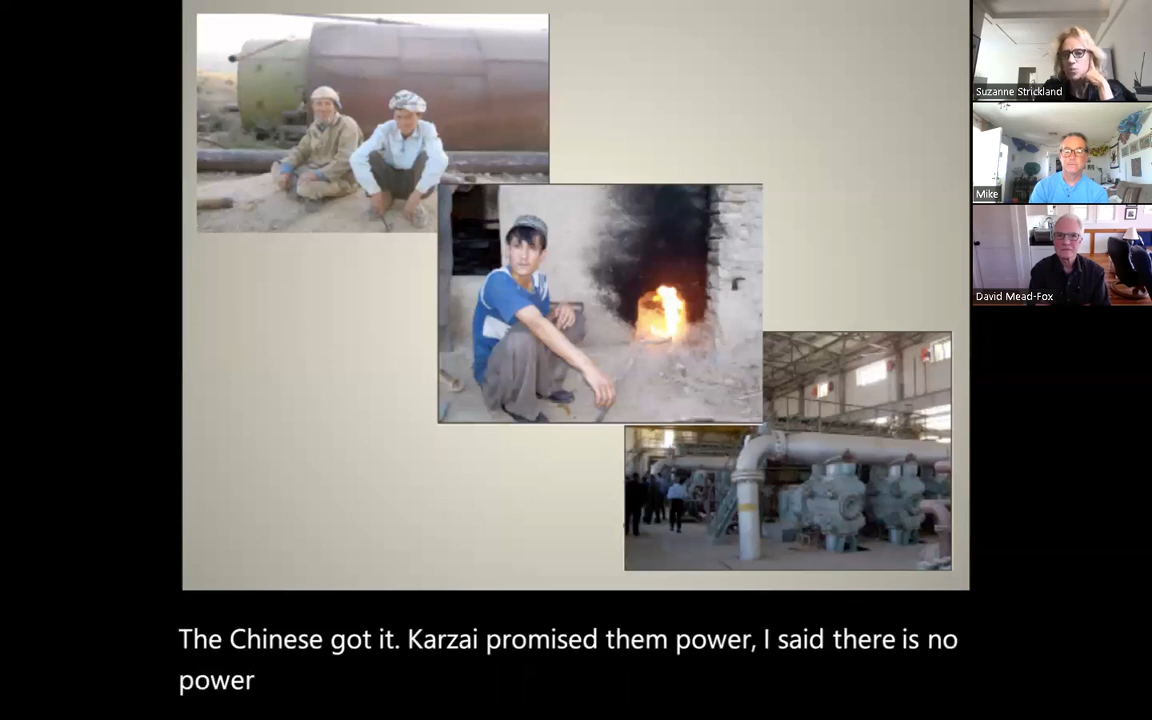 Suzanne Strickland
Mike
David Mead-Fox
The Chinese got it. Karzai promised them power, I said there is no
power